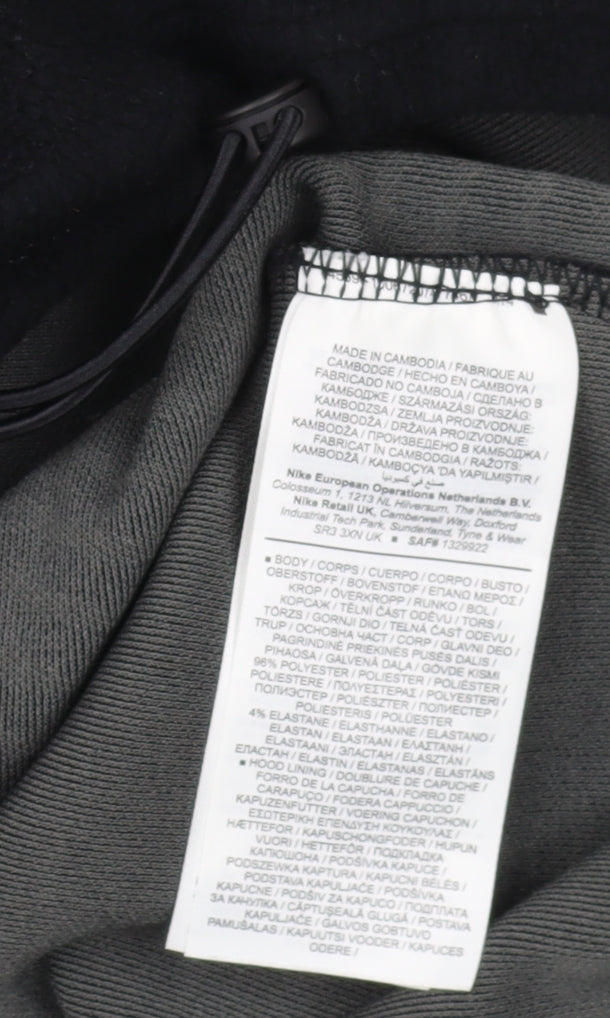 MADE IN CAMBODIA / FABRIQUE AU
CAMBODGE / HECHO EN CAMBOYA /
FABRICADO NO CAMBOJA / СДЕЛАНО В
КАМБОДЖЕ / SZÁRMAZÁSI ORSZÁG:
KAMBODZSA / ZEMLJA PROIZVODNJE:
KAMBODŽA / DRŽAVA PROIZVODNJE:
KAMBODŽA / ПРОИЗВЕДЕНО В КАМБОДЖА /
FABRICAT ÎN CAMBODGIA / RAŽOTS:
KAMBODŽĀ / KAMBOÇYA 'DA YAPILMIŞTIR /
صنع في كمبوديا
Nike European Operations Netherlands B.V.
Colosseum 1, 1213 NL Hilversum, The Netherlands
Nike Retail UK, Camberwell Way, Doxford
Industrial Tech Park, Sunderland, Tyne & Wear
SR3 3XN UK ■ SAF# 1329922
■ BODY / CORPS / CUERPO / CORPO / BUSTO /
OBERSTOFF / BOVENSTOF / ΕΠΑΝΩ ΜΕΡΟΣ /
KROP / ÖVERKROPP / RUNKO / BOL /
КОРСАЖ / TĚLNÍ ČÁST ODĚVU / TORS /
TÖRZS / GORNJI DIO / TELNÁ ČASŤ ODEVU /
TRUP / ОСНОВНА ЧАСТ / CORP / GLAVNI DEO /
PAGRINDINĖ PRIEKINĖS PUSĖS DALIS /
PIHAOSA / GALVENĀ DAĻA / GÖVDE KISMI
96% POLYESTER / POLIESTER / POLIÉSTER /
POLIESTERE / ΠΟΛΥΕΣΤΕΡΑΣ / POLYESTERI /
ПОЛИЭСТЕР / POLIÉSZTER / ПОЛИЕСТЕР /
POLIESTERIS / POLÜESTER
4% ELASTANE / ELASTHANNE / ELASTANO /
ELASTAN / ELASTAAN / ΕΛΑΣΤΑΝΗ /
ELASTAANI / ЭЛАСТАН / ELASZTÁN /
ЕЛАСТАН / ELASTIN / ELASTANAS / ELASTĀNS
■ HOOD LINING / DOUBLURE DE CAPUCHE /
FORRO DE LA CAPUCHA / FORRO DE
CARAPUÇO / FODERA CAPPUCCIO /
KAPUZENFUTTER / VOERING CAPUCHON /
ΕΣΩΤΕΡΙΚΗ ΕΠΕΝΔΥΣΗ ΚΟΥΚΟΥΛΑΣ /
HÆTTEFOR / KAPUSCHONGFODER / HUPUN
VUORI / HETTEFÔR / ПОДКЛАДКА
КАПЮШОНА / PODŠÍVKA KAPUCE /
PODSZEWKA KAPTURA / KAPUCNI BÉLÉS /
PODSTAVA KAPULJAČE / PODŠÍVKA
KAPUCNE / PODŠIV ZA KAPUCO / ПОДПЛАТА
ЗА КАЧУЛКА / CĂPTUȘEALĂ GLUGĂ / POSTAVA
KAPULJAČE / GALVOS GOBTUVO
PAMUŠALAS / KAPUUTSI VOODER / KAPUCES
ODERE /